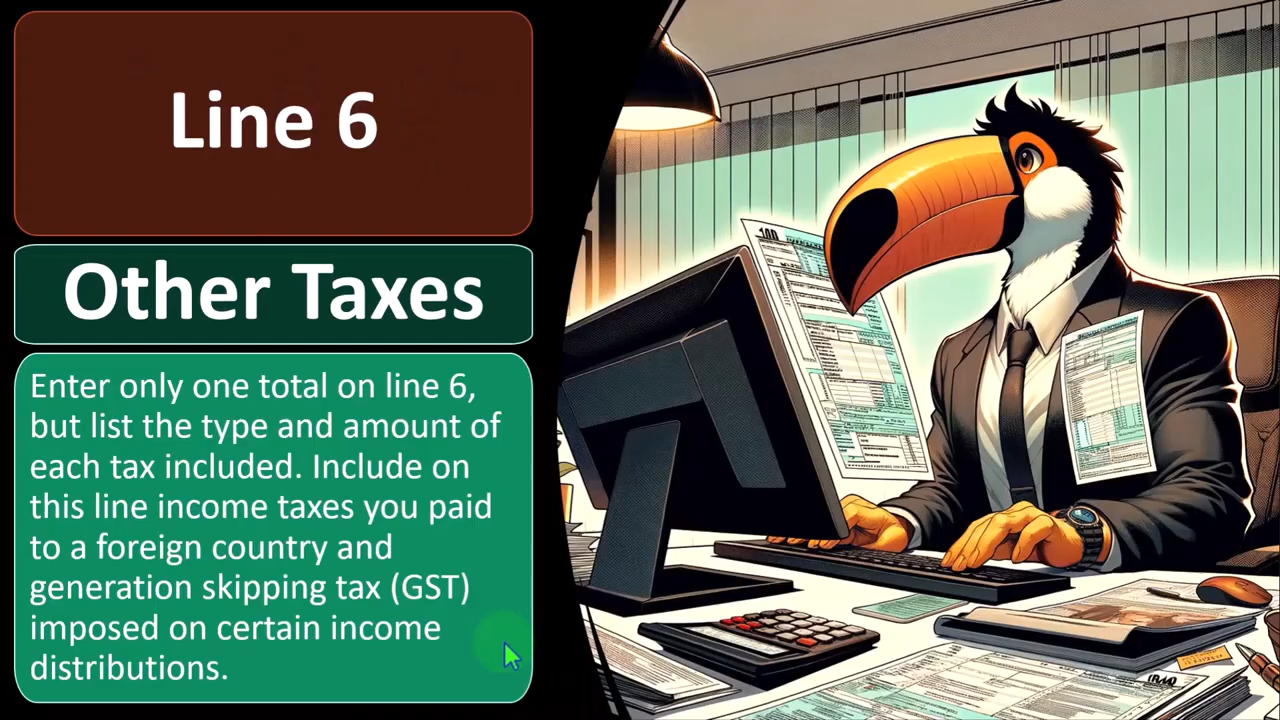 Line 6
Other Taxes
Enter only one total on line 6,
but list the type and amount of
each tax included. Include on
this line income taxes you paid
to a foreign country and
generation skipping tax (GST)
imposed on certain income
distributions.